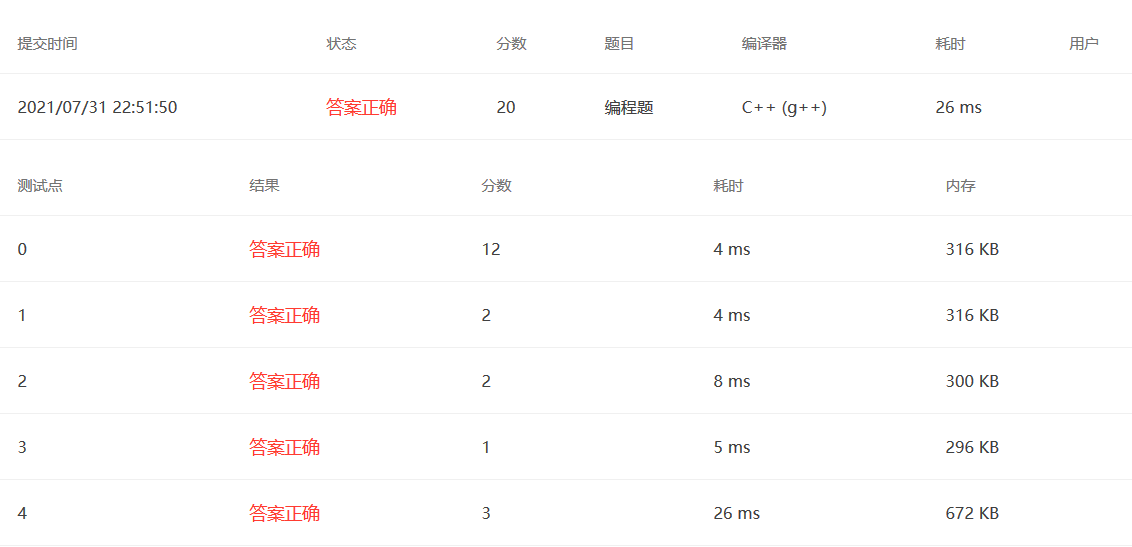 提交时间 状态 分数 题目 编译器 耗时 用户
2021/07/31 22:51:50 答案正确 20 编程题 C++ (g++) 26 ms
测试点 结果 分数 耗时 内存
0 答案正确 12 4 ms 316 KB
1 答案正确 2 4 ms 316 KB
2 答案正确 2 8 ms 300 KB
3 答案正确 1 5 ms 296 KB
4 答案正确 3 26 ms 672 KB